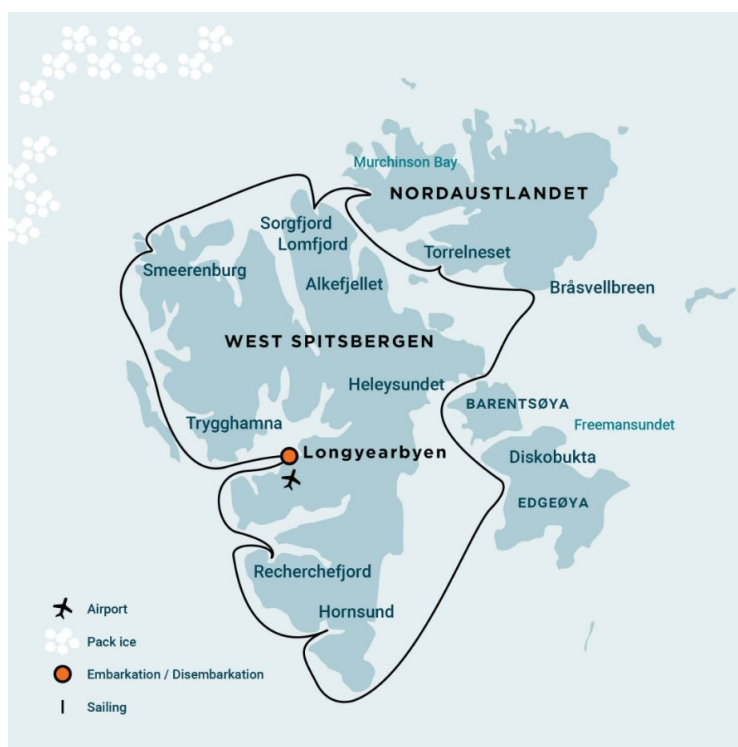 Murchinson Bay
NORDAUSTLANDET
Sorgfjord
Lomfjord
Torrelneset
Smeerenburg
Alkefjellet
Bråsvellbreen
WEST SPITSBERGEN
Heleysundet
BARENTSØYA
Trygghamna
Freemansundet
Longyearbyen
Diskobukta
EDGEØYA
Recherchefjord
Hornsund
Airport
Pack ice
Embarkation / Disembarkation
Sailing